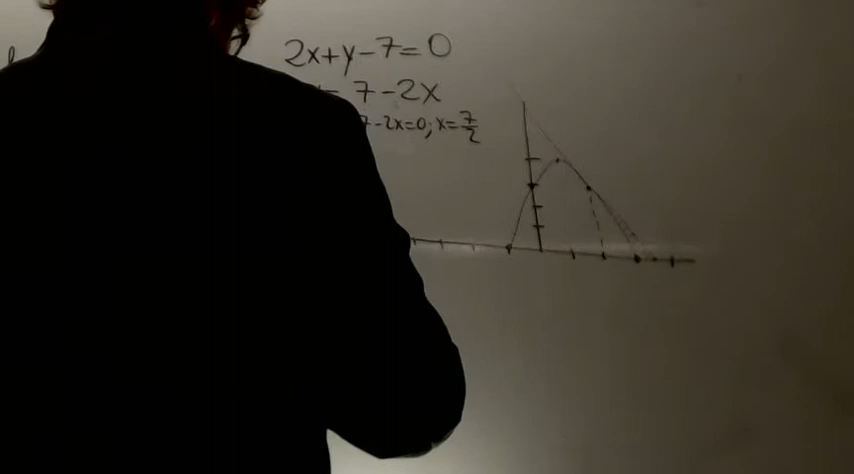 2x+y-7=0
= 7-2x
7-2x=0; x=7/2